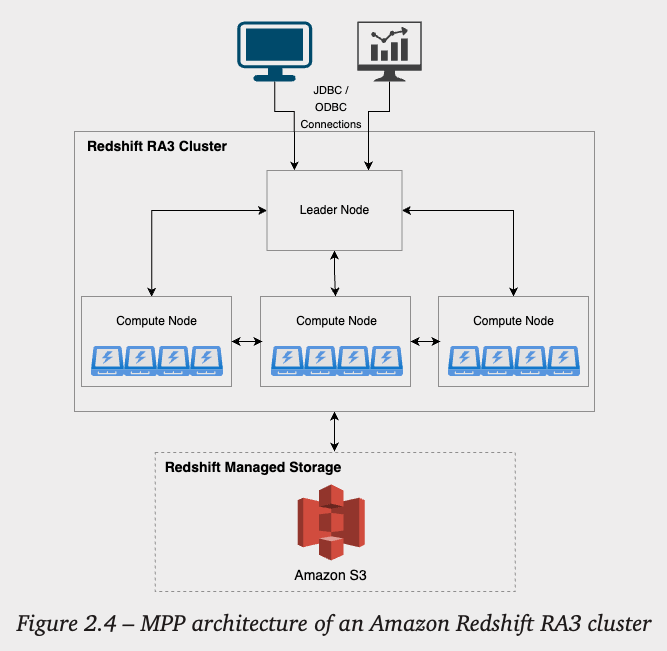 JDBC /
ODBC
Connections
Redshift RA3 Cluster
Leader Node
Compute Node
Compute Node
Compute Node
Redshift Managed Storage
Amazon S3
Figure 2.4 – MPP architecture of an Amazon Redshift RA3 cluster